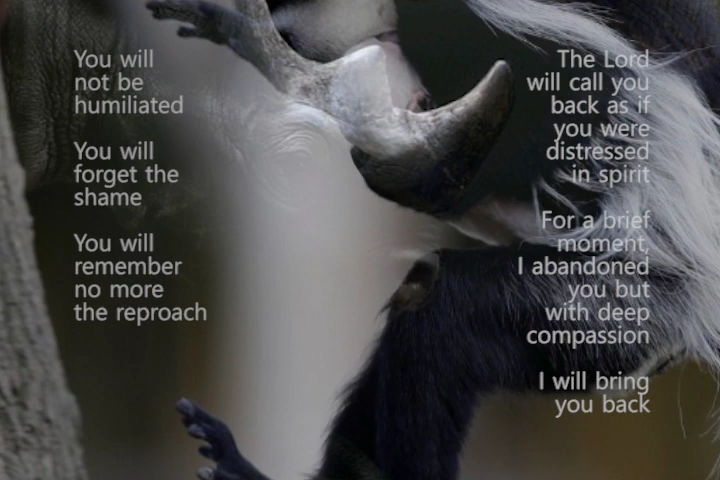 You will
not be
humiliated
You will
forget the
shame
You will
remember
no more
the reproach
The Lord
will call you
back as if
you were
distressed
in spirit
For a brief
moment,
I abandoned
you but
with deep
compassion
I will bring
you back